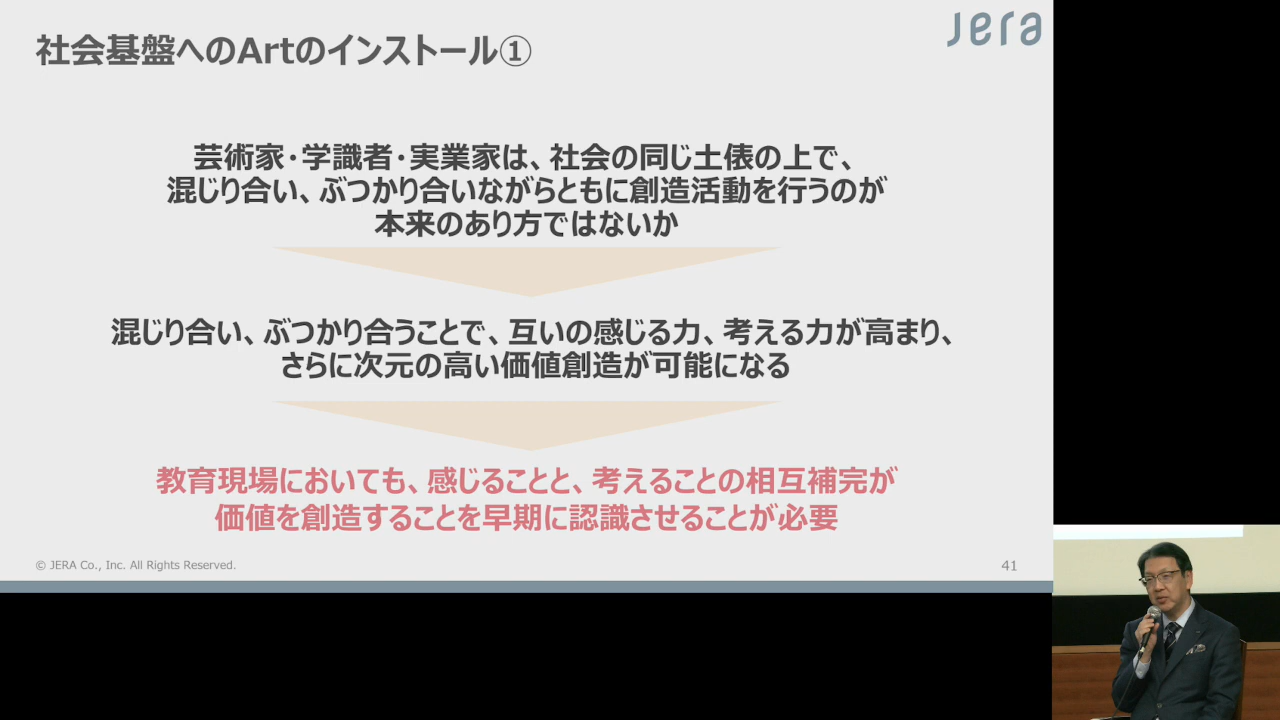 社会基盤へのArtのインストール①
Jera
芸術家・学識者・実業家は、社会の同じ土俵の上で、
混じり合い、ぶつかり合いながらともに創造活動を行うのが
本来のあり方ではないか
混じり合い、ぶつかり合うことで、互いの感じる力、考える力が高まり、
さらに次元の高い価値創造が可能になる
教育現場においても、感じることと、考えることの相互補完が
価値を創造することを早期に認識させることが必要
© JERA Co., Inc. All Rights Reserved.
41